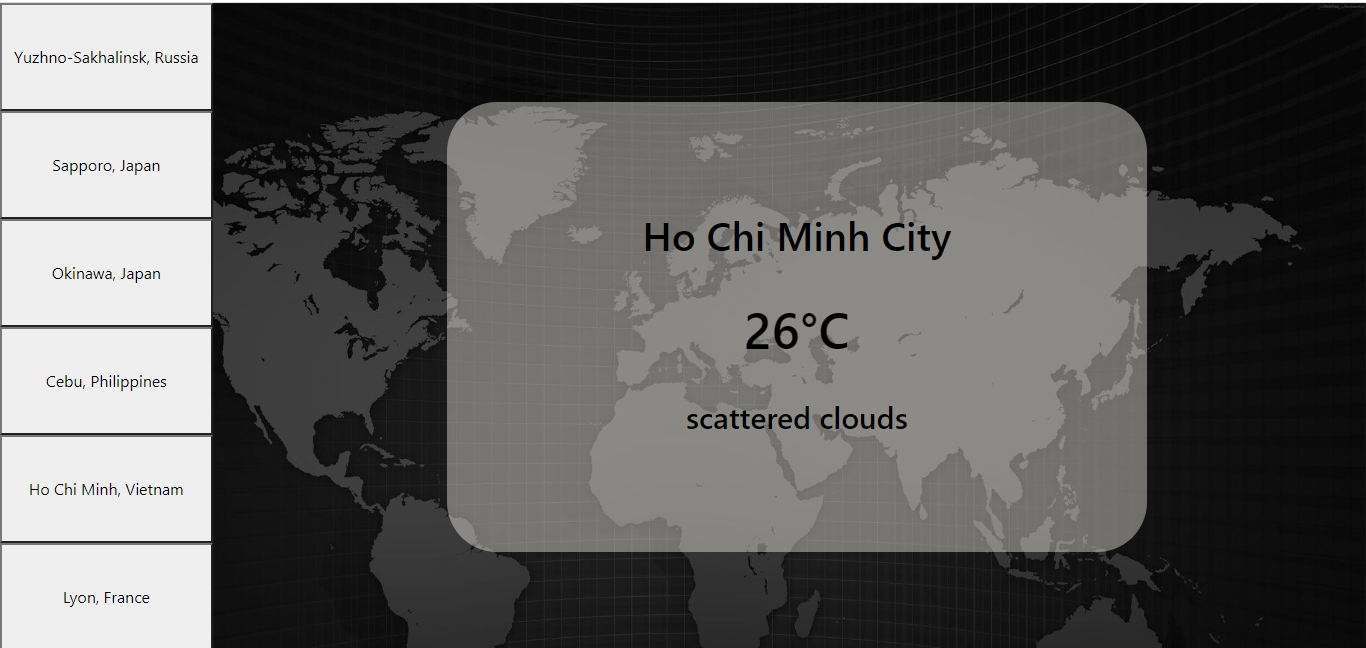 Yuzhno-Sakhalinsk, Russia
Sapporo, Japan
Okinawa, Japan
Cebu, Philippines
Ho Chi Minh, Vietnam
Lyon, France
Ho Chi Minh City
26°C
scattered clouds